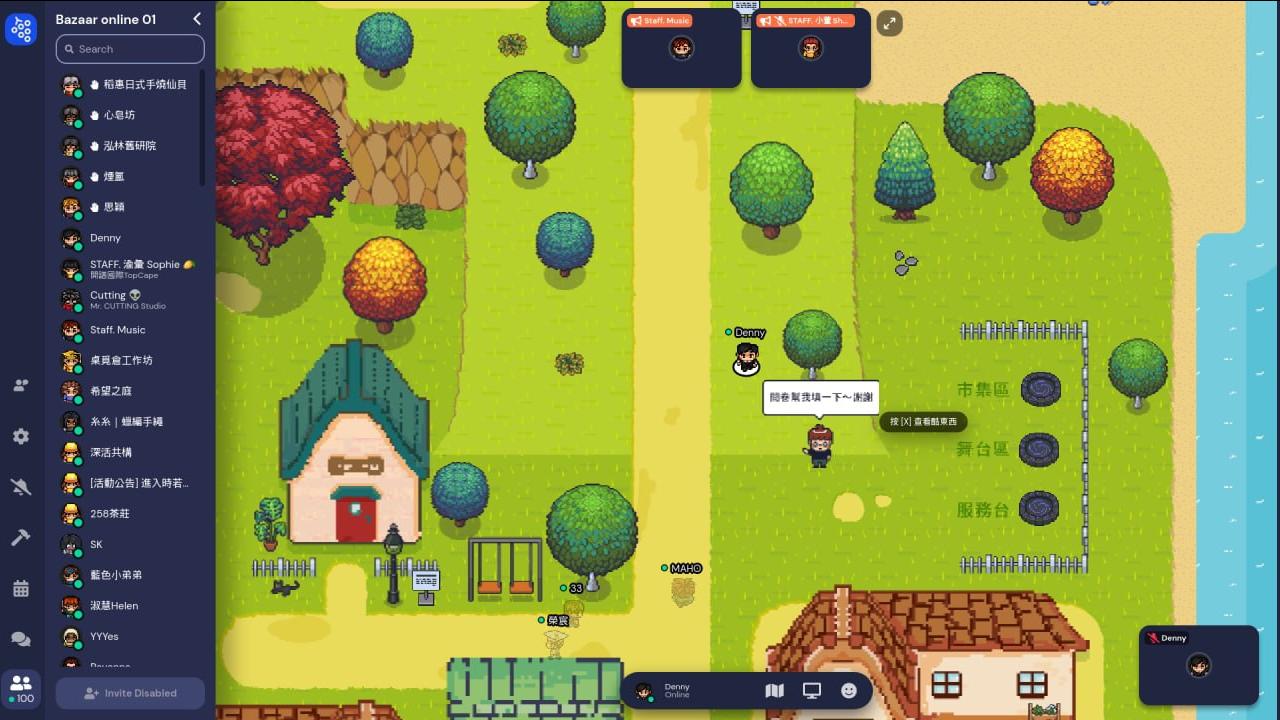 Bazaar online 01
Search
稻惠日式手燒仙貝
心皂坊
泓林舊研院
煙氲
思穎
Denny
STAFF. 渝彙 Sophie
開語國際TopCape
Cutting
Mr. CUTTING Studio
Staff. Music
桌覓倉工作坊
希望之庭
糸糸｜蠟編手繩
深活共構
[活動公告] 進入時若...
258茶莊
SK
藍色小弟弟
淑慧Helen
YYYes
100
Invite Disabled
Staff. Music
STAFF. 小萱 Sh...
Denny
問卷幫我填一下～謝謝
按 [X] 查看酷東西
市集區
舞台區
服務台
MAHO
33
榮宸
Denny
Online
Denny